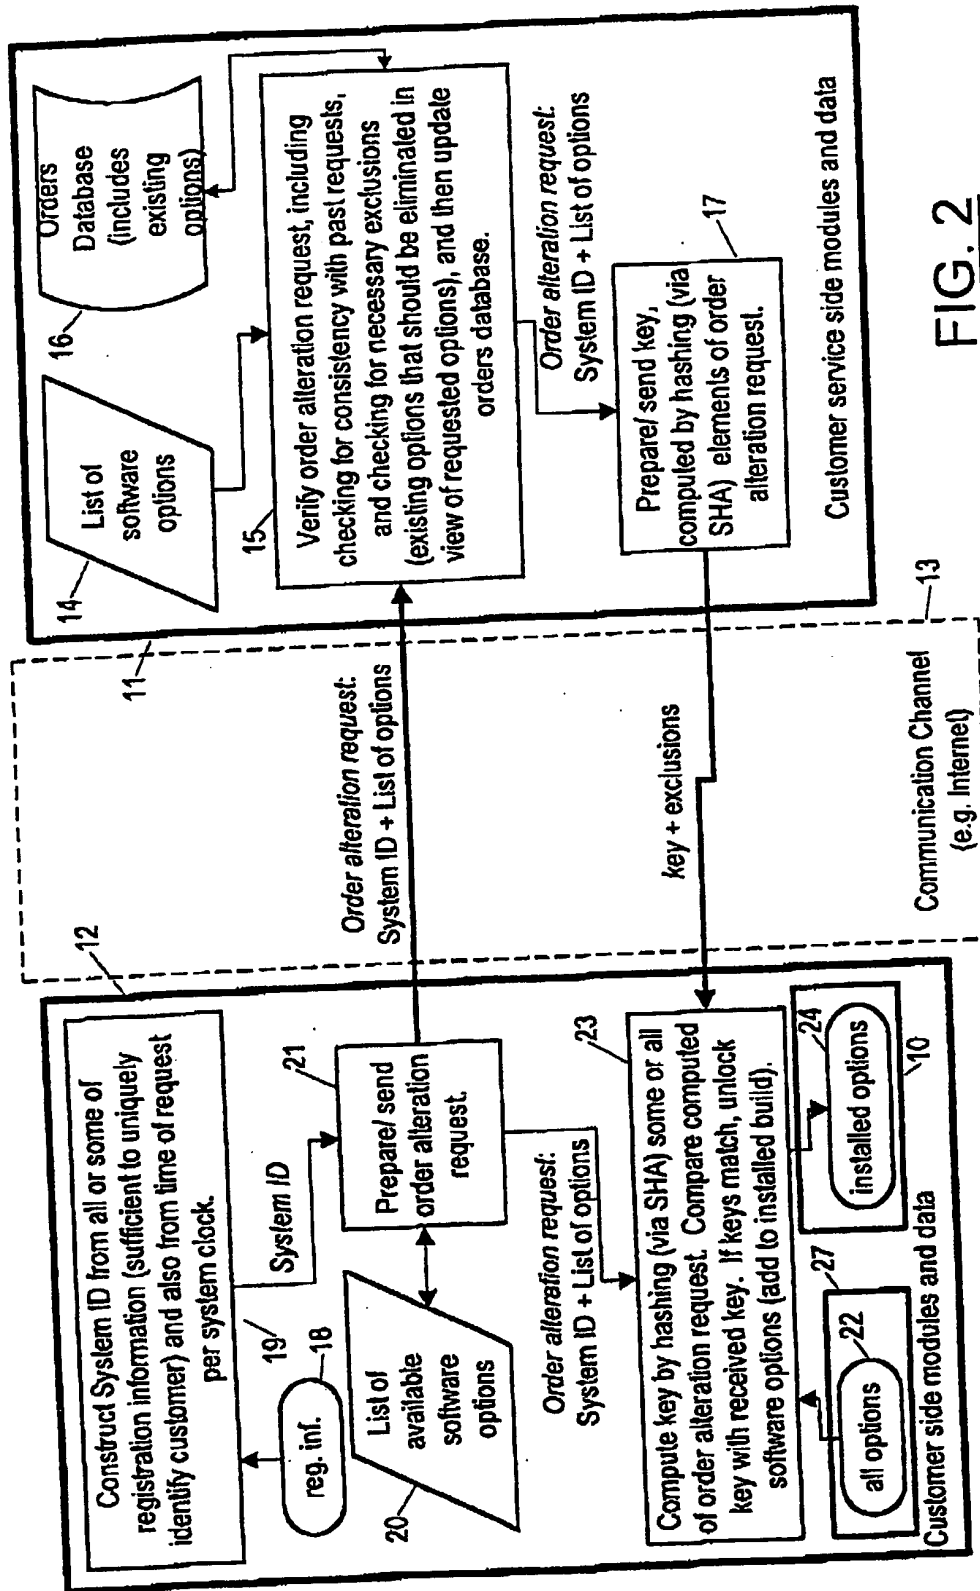 12
Construct System ID from all or some of
registration information (sufficient to uniquely
identify customer) and also from time of request
per system clock.
19
18
reg. inf.
System ID
21
Prepare/ send
order alteration
request.
List of
available
software
options
20
Order alteration request:
System ID + List of options
23
Compute key by hashing (via SHA) some or all
of order alteration request. Compare computed
key with received key. If keys match, unlock
software options (add to installed build).
27
22
all options
24
installed options
10
Customer side modules and data
Order alteration request:
System ID + List of options
key + exclusions
Communication Channel
(e.g. Internet)
13
11
14
List of
software
options
16
Orders
Database
(includes
existing
options)
15
Verify order alteration request, including
checking for consistency with past requests,
and checking for necessary exclusions
(existing options that should be eliminated in
view of requested options), and then update
orders database.
Order alteration request:
System ID + List of options
17
Prepare/ send key,
computed by hashing (via
SHA) elements of order
alteration request.
Customer service side modules and data
FIG. 2